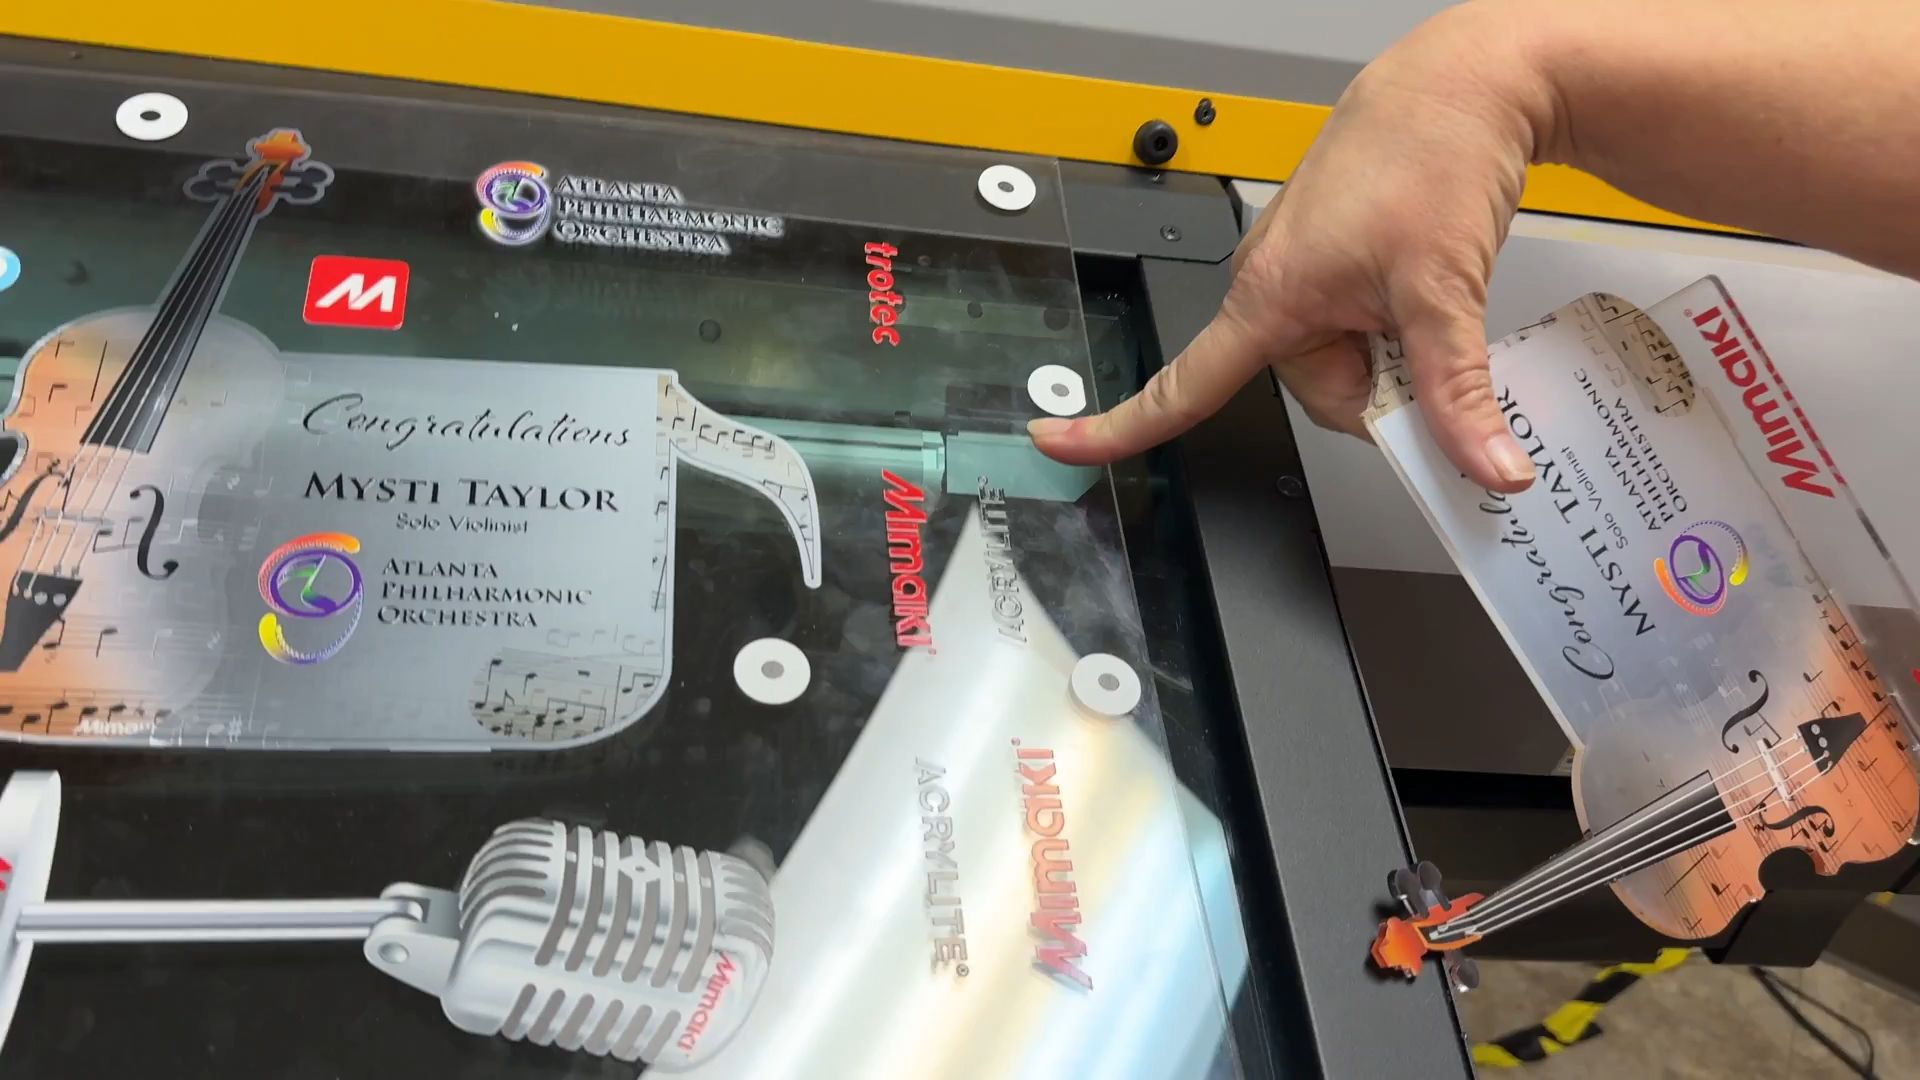 ATLANTA
PHILHARMONIC
ORCHESTRA
trotec
Congratulations
MYSTI TAYLOR
Solo Violinist
ATLANTA
PHILHARMONIC
ORCHESTRA
Mimaki
Mimaki
ACRYLITE®
ACRYLITE®
Mimaki®
Mimaki
Mimaki®
MYSTI TAYLOR
Solo Violinist
ATLANTA
PHILHARMONIC
ORCHESTRA